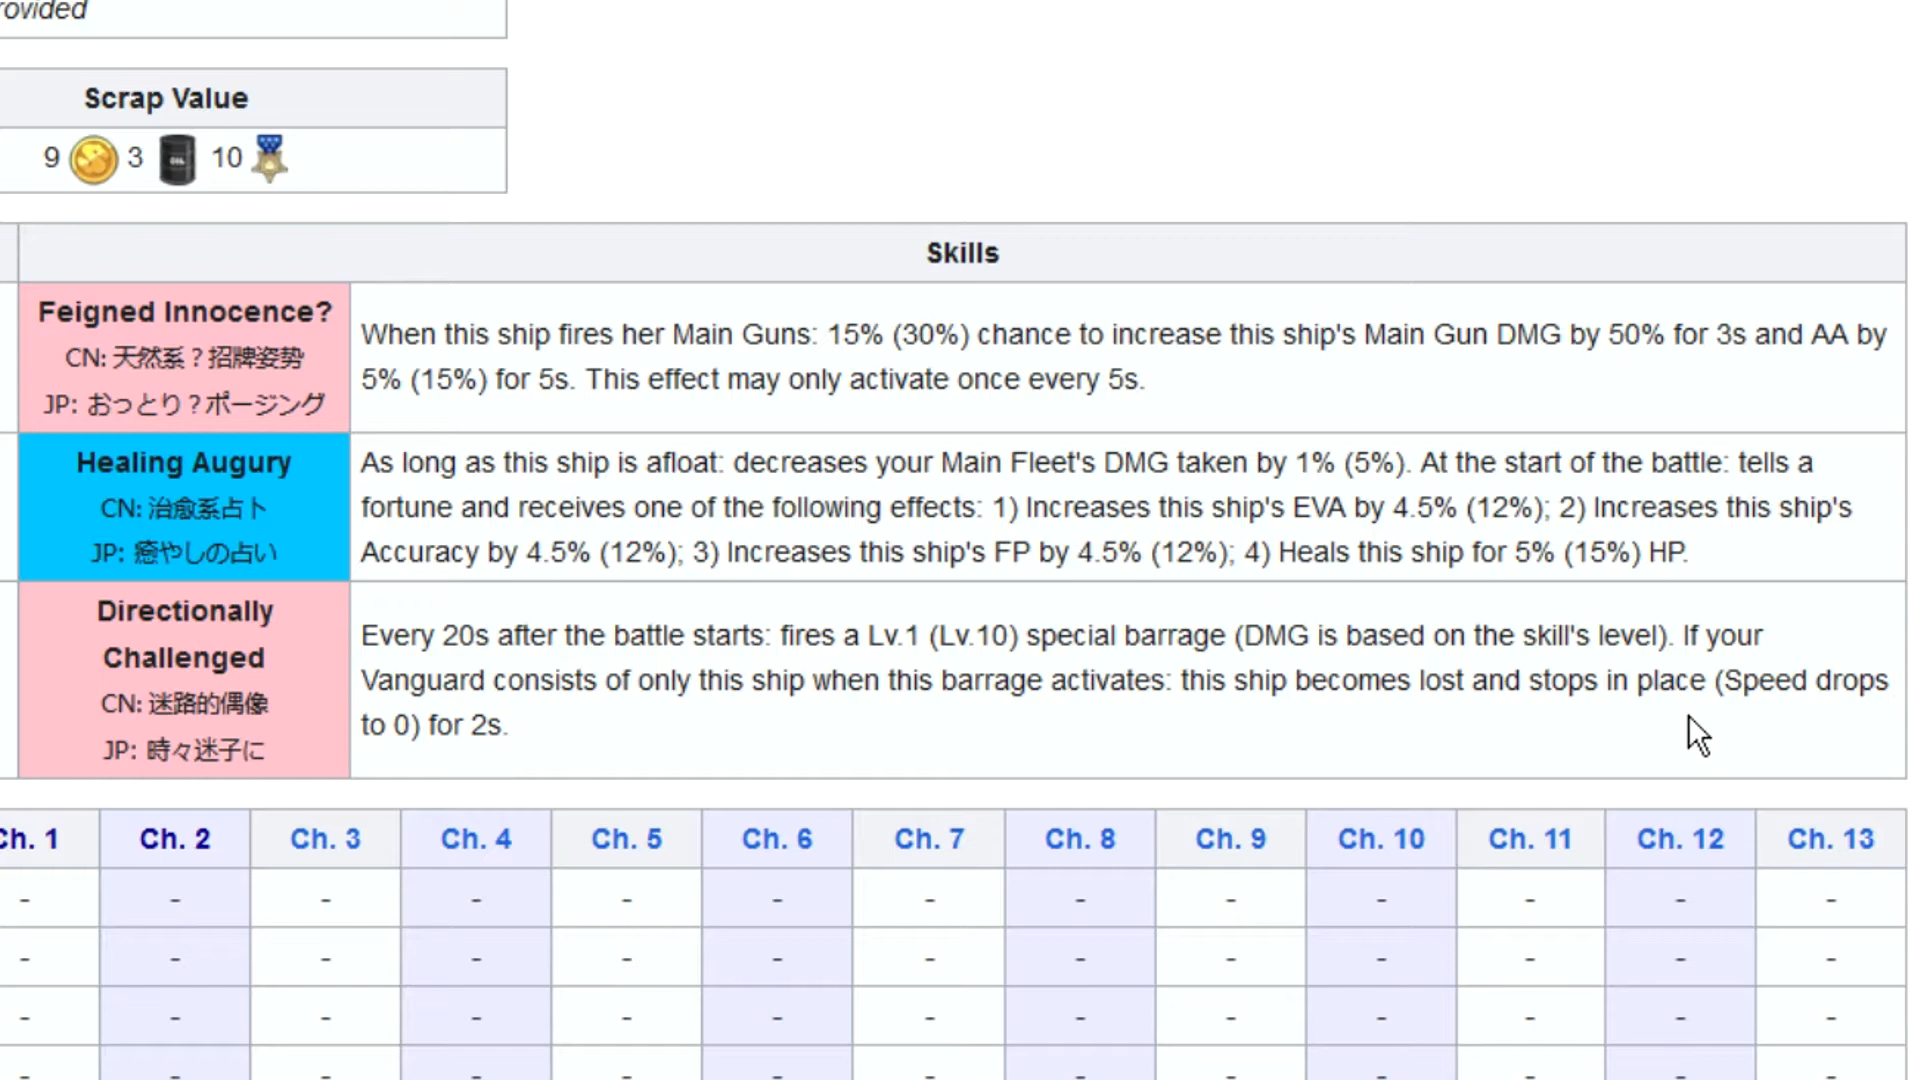 Scrap Value
9 3 OIL 10
Skills
Feigned Innocence?
CN: 天然系？招牌姿势
JP: おっとり？ポージング
When this ship fires her Main Guns: 15% (30%) chance to increase this ship's Main Gun DMG by 50% for 3s and AA by
5% (15%) for 5s. This effect may only activate once every 5s.
Healing Augury
CN: 治愈系占卜
JP: 癒やしの占い
As long as this ship is afloat: decreases your Main Fleet's DMG taken by 1% (5%). At the start of the battle: tells a
fortune and receives one of the following effects: 1) Increases this ship's EVA by 4.5% (12%); 2) Increases this ship's
Accuracy by 4.5% (12%); 3) Increases this ship's FP by 4.5% (12%); 4) Heals this ship for 5% (15%) HP.
Directionally
Challenged
CN: 迷路的偶像
JP: 時々迷子に
Every 20s after the battle starts: fires a Lv.1 (Lv.10) special barrage (DMG is based on the skill's level). If your
Vanguard consists of only this ship when this barrage activates: this ship becomes lost and stops in place (Speed drops
to 0) for 2s.
Ch. 1 Ch. 2 Ch. 3 Ch. 4 Ch. 5 Ch. 6 Ch. 7 Ch. 8 Ch. 9 Ch. 10 Ch. 11 Ch. 12 Ch. 13
- - - - - - - - - - - - -
- - - - - - - - - - - - -
- - - - - - - - - - - - -
- - - - - - - - - - - - -